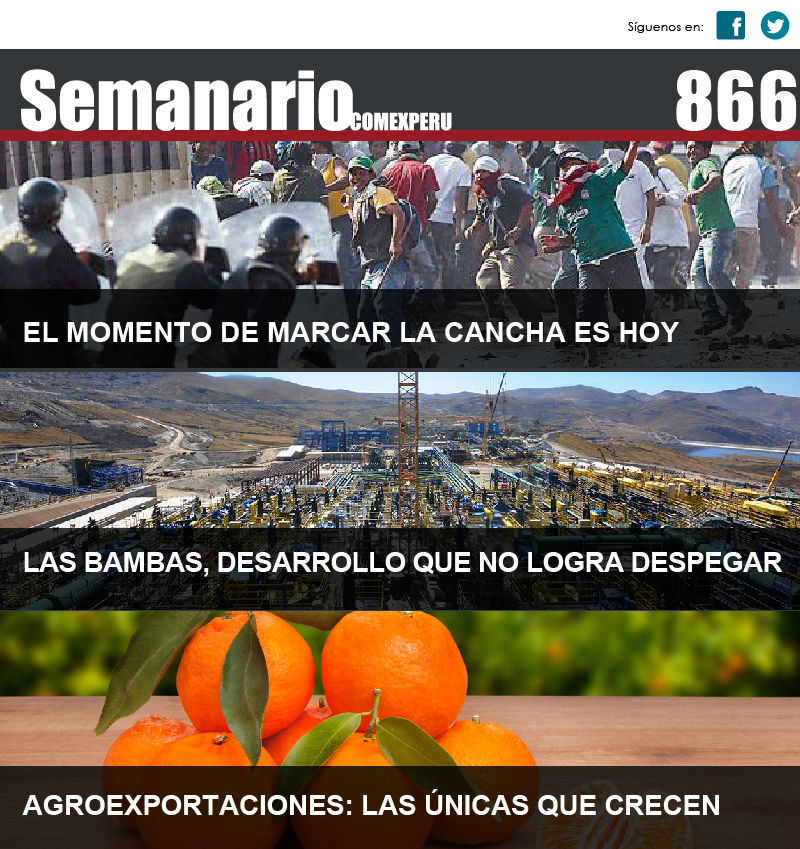 Síguenos en:
Semanario COMEXPERU 866
EL MOMENTO DE MARCAR LA CANCHA ES HOY
LAS BAMBAS, DESARROLLO QUE NO LOGRA DESPEGAR
AGROEXPORTACIONES: LAS ÚNICAS QUE CRECEN